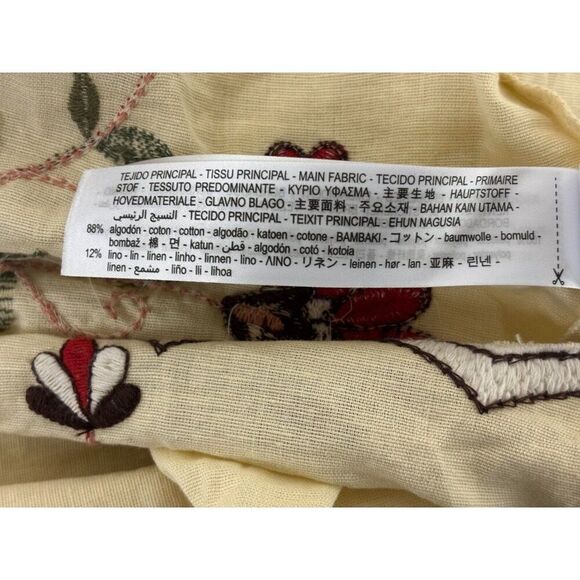 TEJIDO PRINCIPAL - TISSU PRINCIPAL - MAIN FABRIC - TECIDO PRINCIPAL - PRIMAIRE
STOF - TESSUTO PREDOMINANTE - ΚΥΡΙΟ ΥΦΑΣΜΑ - 主要生地 - HAUPTSTOFF -
HOVEDMATERIALE - GLAVNO BLAGO - 主要面料 - 주요소재 - BAHAN KAIN UTAMA -
النسيج الرئيسي - TECIDO PRINCIPAL - TEIXIT PRINCIPAL - EHUN NAGUSIA
88% algodón - coton - cotton - algodão - katoen - cotone - BAMBAKI - コットン - baumwolle - bomuld -
bombaž - 棉 - 면 - katun - قطن - algodón - cotó - kotoia
12% lino - lin - linen - linho - linnen - lino - ΛΙΝΟ - リネン - leinen - hør - lan - 亚麻 - 린넨 -
linen - مشمع - liño - lli - lihoa